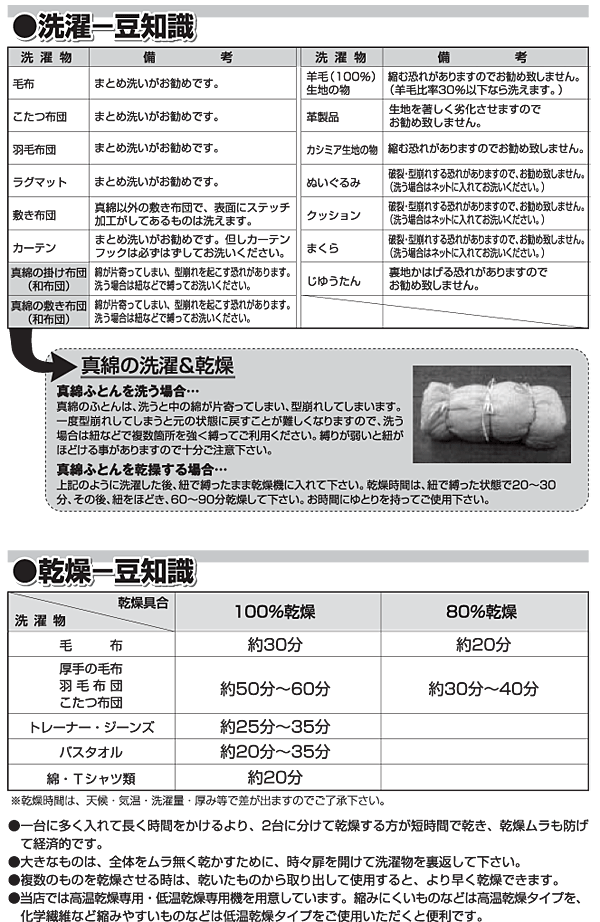 ●洗濯一豆知識
洗濯物 備考
毛布 まとめ洗いがお勧めです。
こたつ布団 まとめ洗いがお勧めです。
羽毛布団 まとめ洗いがお勧めです。
ラグマット まとめ洗いがお勧めです。
敷き布団 真綿以外の敷き布団で、表面にステッチ
加工がしてあるものは洗えます。
カーテン まとめ洗いがお勧めです。但しカーテン
フックは必ずはずしてお洗いください。
真綿の掛け布団
(和布団)
綿が片寄ってしまい、型崩れを起こす恐れがあります。
洗う場合は紐などで縛ってお洗いください。
真綿の敷き布団
(和布団)
綿が片寄ってしまい、型崩れを起こす恐れがあります。
洗う場合は紐などで縛ってお洗いください。
洗濯物 備考
羊毛(100%)
生地の物
縮む恐れがありますのでお勧め致しません。
(羊毛比率30%以下なら洗えます。)
革製品 生地を著しく劣化させますので
お勧め致しません。
カシミア生地の物 縮む恐れがありますのでお勧め致しません。
ぬいぐるみ 破裂・型崩れする恐れがありますので、お勧め致しません。
(洗う場合はネットに入れてお洗いください。)
クッション 破裂・型崩れする恐れがありますので、お勧め致しません。
(洗う場合はネットに入れてお洗いください。)
まくら 破裂・型崩れする恐れがありますので、お勧め致しません。
(洗う場合はネットに入れてお洗いください。)
じゆうたん 裏地がはげる恐れがありますので
お勧め致しません。
真綿の洗濯&乾燥
真綿ふとんを洗う場合…
真綿のふとんは、洗うと中の綿が片寄ってしまい、型崩れしてしまいます。
一度型崩れしてしまうと元の状態に戻すことが難しくなりますので、洗う
場合は紐などで複数箇所を強く縛ってご利用ください。縛りが弱いと紐が
ほどける事がありますので十分ご注意下さい。
真綿ふとんを乾操する場合…
上記のように洗濯した後、紐で縛ったまま乾燥機に入れて下さい。乾燥時間は、紐で縛った状態で20〜30
分、その後、紐をほどき、60〜90分乾燥して下さい。お時間にゆとりを持ってご使用下さい。
●乾燥一豆知識
乾燥具合
洗濯物
100%乾燥 80%乾燥
毛布 約30分 約20分
厚手の毛布
羽毛布団
こたつ布団
約50分〜60分 約30分〜40分
トレーナー・ジーンズ 約25分〜35分
バスタオル 約20分〜35分
綿・Tシャツ類 約20分
※乾燥時間は、天候・気温・洗濯量・厚み等で差が出ますのでご了承下さい。
●一台に多く入れて長く時間をかけるより、2台に分けて乾燥する方が短時間で乾き、乾燥ムラも防げ
て経済的です。
●大きなものは、全体をムラ無く乾かすために、時々扉を開けて洗濯物を裏返して下さい。
●複数のものを乾燥させる時は、乾いたものから取り出して使用すると、より早く乾燥できます。
●当店では高温乾燥専用・低温乾燥専用機を用意しています。縮みにくいものなどは高温乾燥タイプを、
化学繊維など縮みやすいものなどは低温乾燥タイプをご使用いただくと便利です。